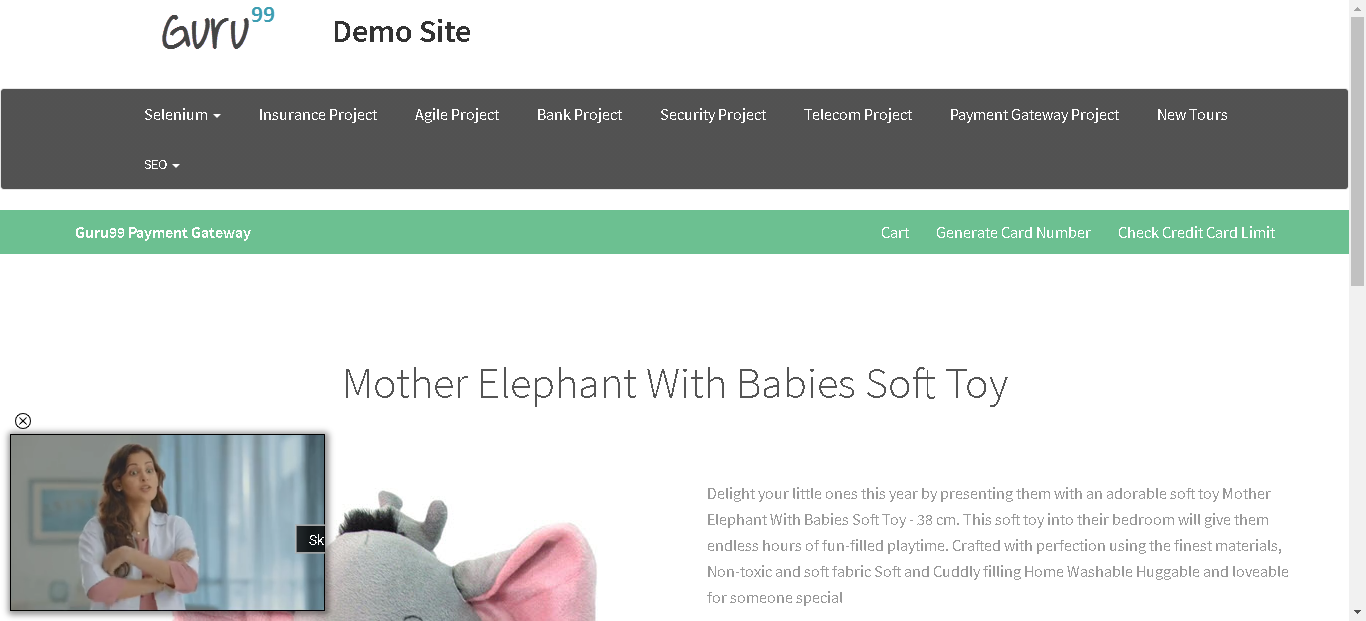 Guru99
Demo Site
Selenium
Insurance Project
Agile Project
Bank Project
Security Project
Telecom Project
Payment Gateway Project
New Tours
SEO
Guru99 Payment Gateway
Cart
Generate Card Number
Check Credit Card Limit
Mother Elephant With Babies Soft Toy
Sk
Delight your little ones this year by presenting them with an adorable soft toy Mother
Elephant With Babies Soft Toy - 38 cm. This soft toy into their bedroom will give them
endless hours of fun-filled playtime. Crafted with perfection using the finest materials,
Non-toxic and soft fabric Soft and Cuddly filling Home Washable Huggable and loveable
for someone special